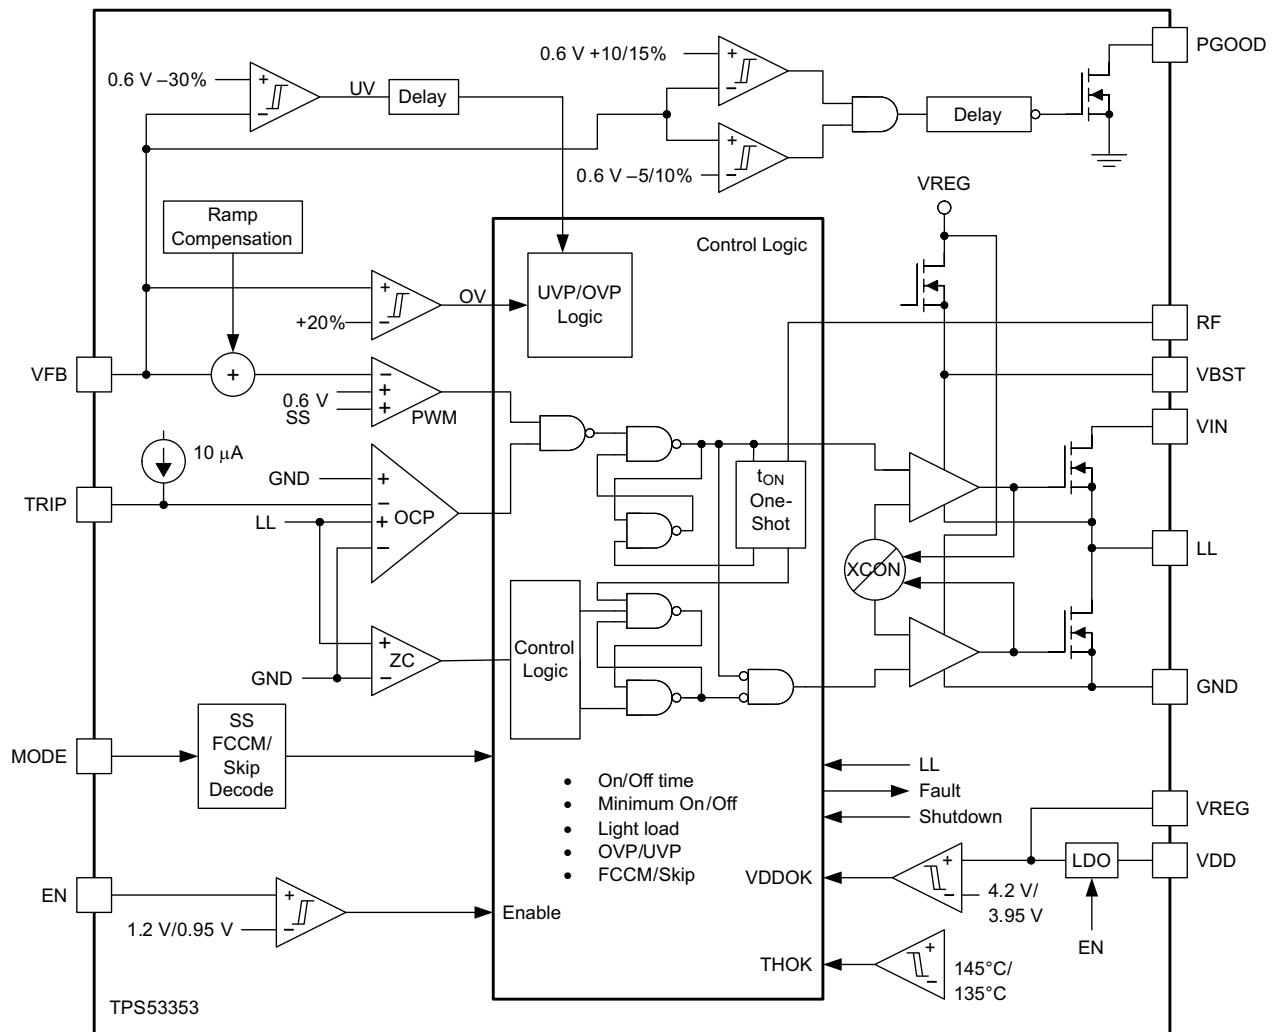 PGOOD
0.6 V +10/15%
0.6 V –30%
+
–
UV
Delay
+
–
Delay
+
–
0.6 V –5/10%
VREG
Ramp
Compensation
Control Logic
UVP/OVP
Logic
+
–
OV
+20%
RF
VFB
+
–
+
+
0.6 V
SS
PWM
VBST
VIN
10 μA
GND
TRIP
+
–
+
–
OCP
LL
tON
One-
Shot
XCON
LL
Control
Logic
+
–
ZC
GND
GND
MODE
SS
FCCM/
Skip
Decode
• On/Off time
• Minimum On/Off
• Light load
• OVP/UVP
• FCCM/Skip
LL
Fault
Shutdown
VREG
VDDOK
+
–
4.2 V/
3.95 V
LDO
VDD
EN
EN
+
–
1.2 V/0.95 V
Enable
THOK
+
–
145°C/
135°C
TPS53353